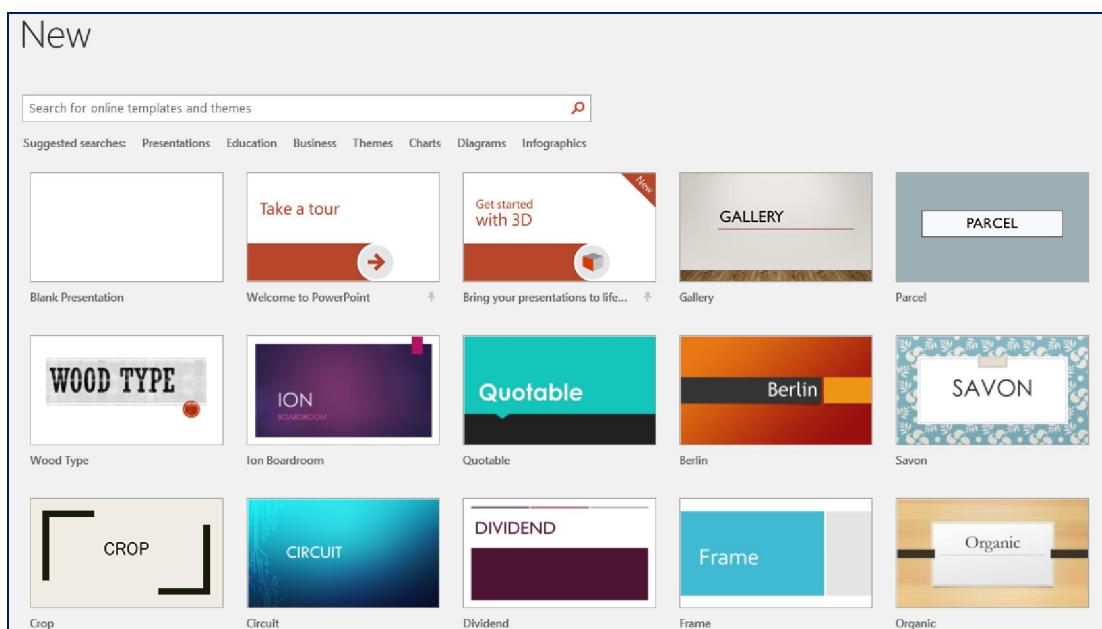 New
Search for online templates and themes
Suggested searches: Presentations Education Business Themes Charts Diagrams Infographics
Take a tour
Get started
with 3D
New
GALLERY
PARCEL
Blank Presentation
Welcome to PowerPoint
Bring your presentations to life...
Gallery
Parcel
WOOD TYPE
ION
BOARDROOM
Quotable
Berlin
SAVON
Wood Type
Ion Boardroom
Quotable
Berlin
Savon
CROP
CIRCUIT
DIVIDEND
Frame
Organic
Crop
Circuit
Dividend
Frame
Organic